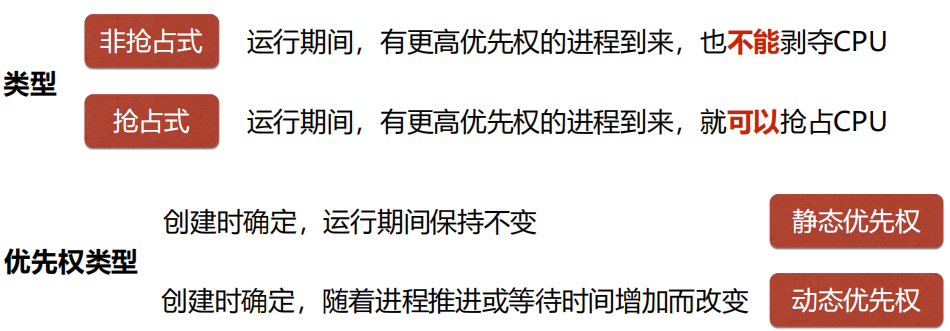 非抢占式 运行期间，有更高优先权的进程到来，也不能剥夺CPU
类型
抢占式 运行期间，有更高优先权的进程到来，就可以抢占CPU
创建时确定，运行期间保持不变 静态优先权
优先权类型
创建时确定，随着进程推进或等待时间增加而改变 动态优先权